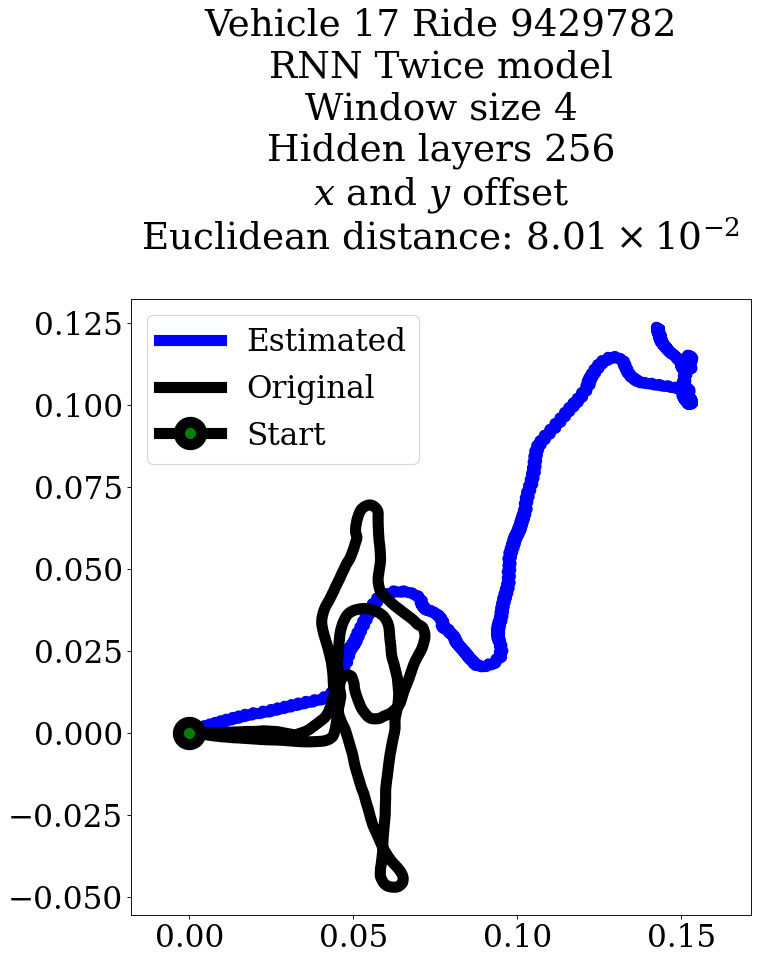 Vehicle 17 Ride 9429782
RNN Twice model
Window size 4
Hidden layers 256
x and y offset
Euclidean distance: 8.01 × 10⁻²
Estimated
Original
Start
0.125
0.100
0.075
0.050
0.025
0.000
−0.025
−0.050
0.00 0.05 0.10 0.15